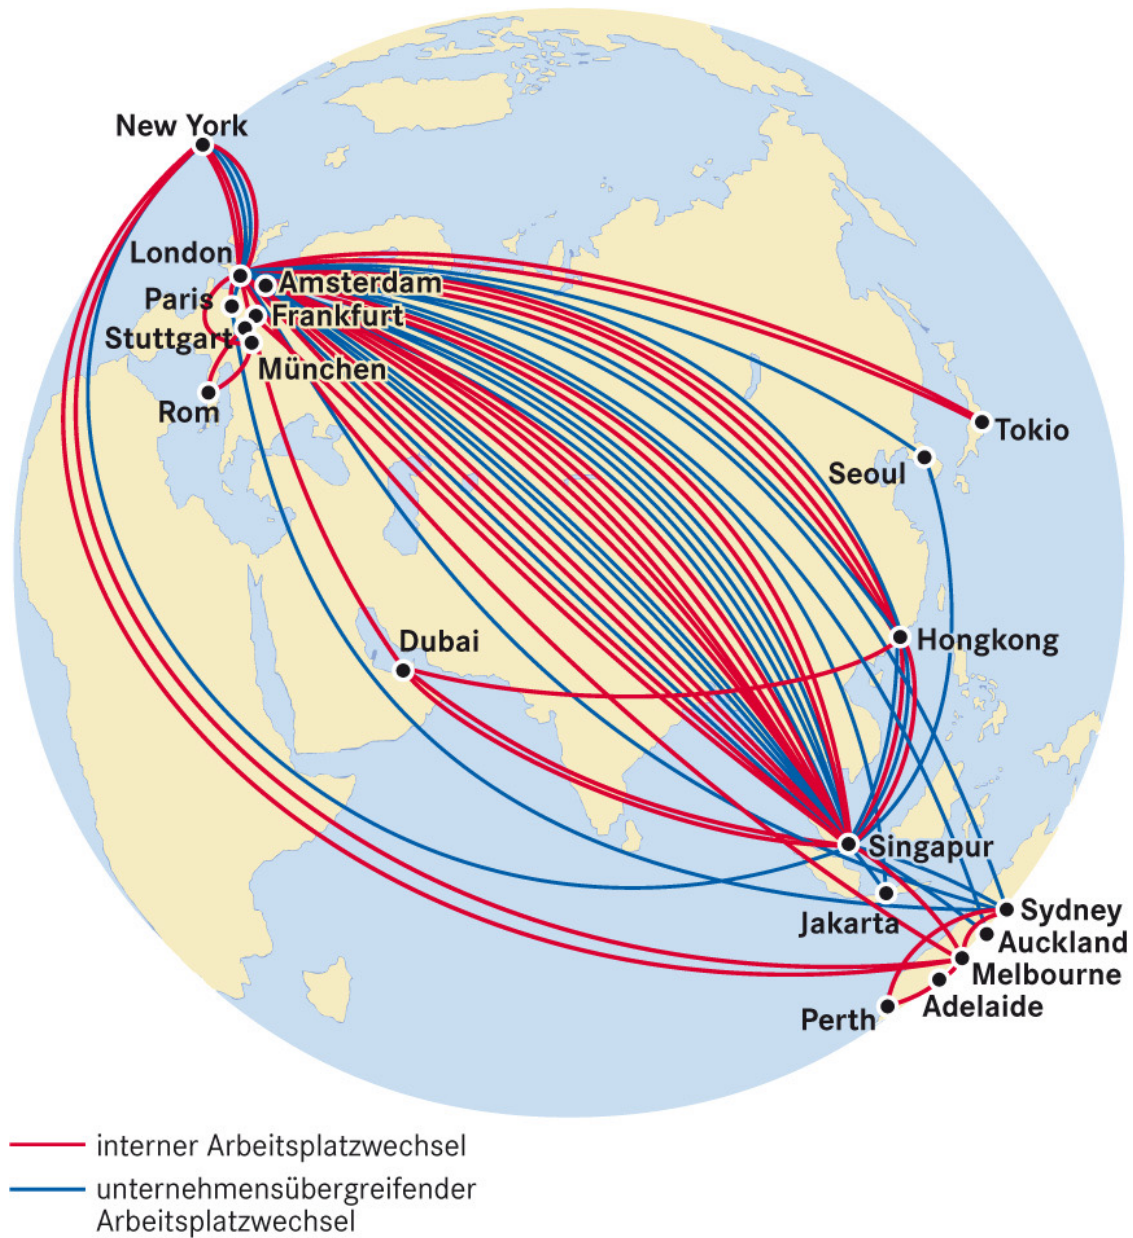 New York
London
Amsterdam
Paris
Frankfurt
Stuttgart
München
Rom
Tokio
Seoul
Hongkong
Dubai
Singapur
Jakarta
Sydney
Auckland
Melbourne
Adelaide
Perth
interner Arbeitsplatzwechsel
unternehmensübergreifender
Arbeitsplatzwechsel